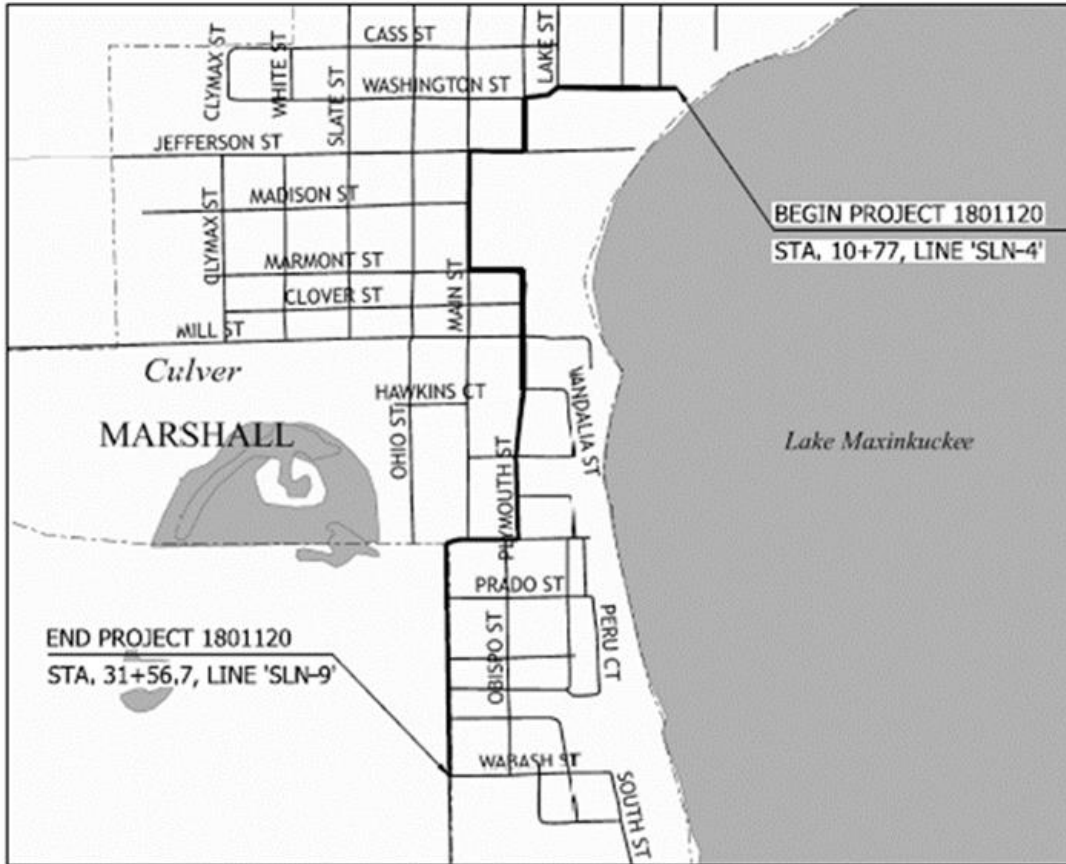 CASS ST
LAKE ST
CLYMAX ST
WHITE ST
WASHINGTON ST
SLATE ST
JEFFERSON ST
MADISON ST
BEGIN PROJECT 1801120
STA. 10+77, LINE 'SLN-4'
CLYMAX ST
MARMONT ST
MAIN ST
CLOVER ST
MILL ST
Culver
HAWKINS CT
VANDALIA ST
MARSHALL
OHIO ST
Lake Maxinkuckee
PLYMOUTH ST
PRADO ST
PERU CT
END PROJECT 1801120
STA. 31+56.7, LINE 'SLN-9'
OBISPO ST
WABASH ST
SOUTH ST